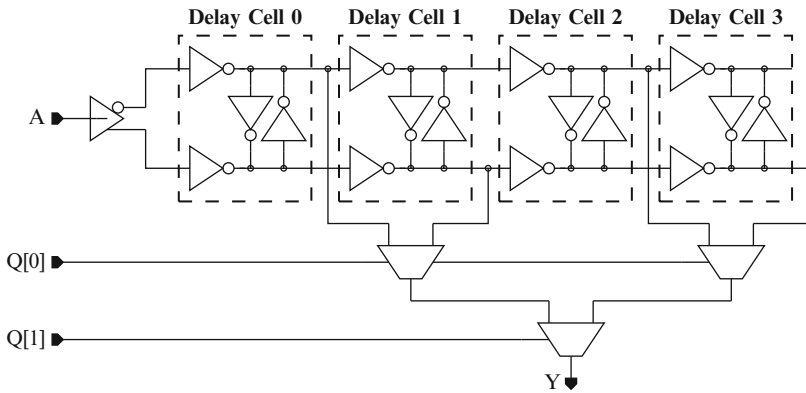 Delay Cell 0 Delay Cell 1 Delay Cell 2 Delay Cell 3
A
Q[0]
Q[1]
Y